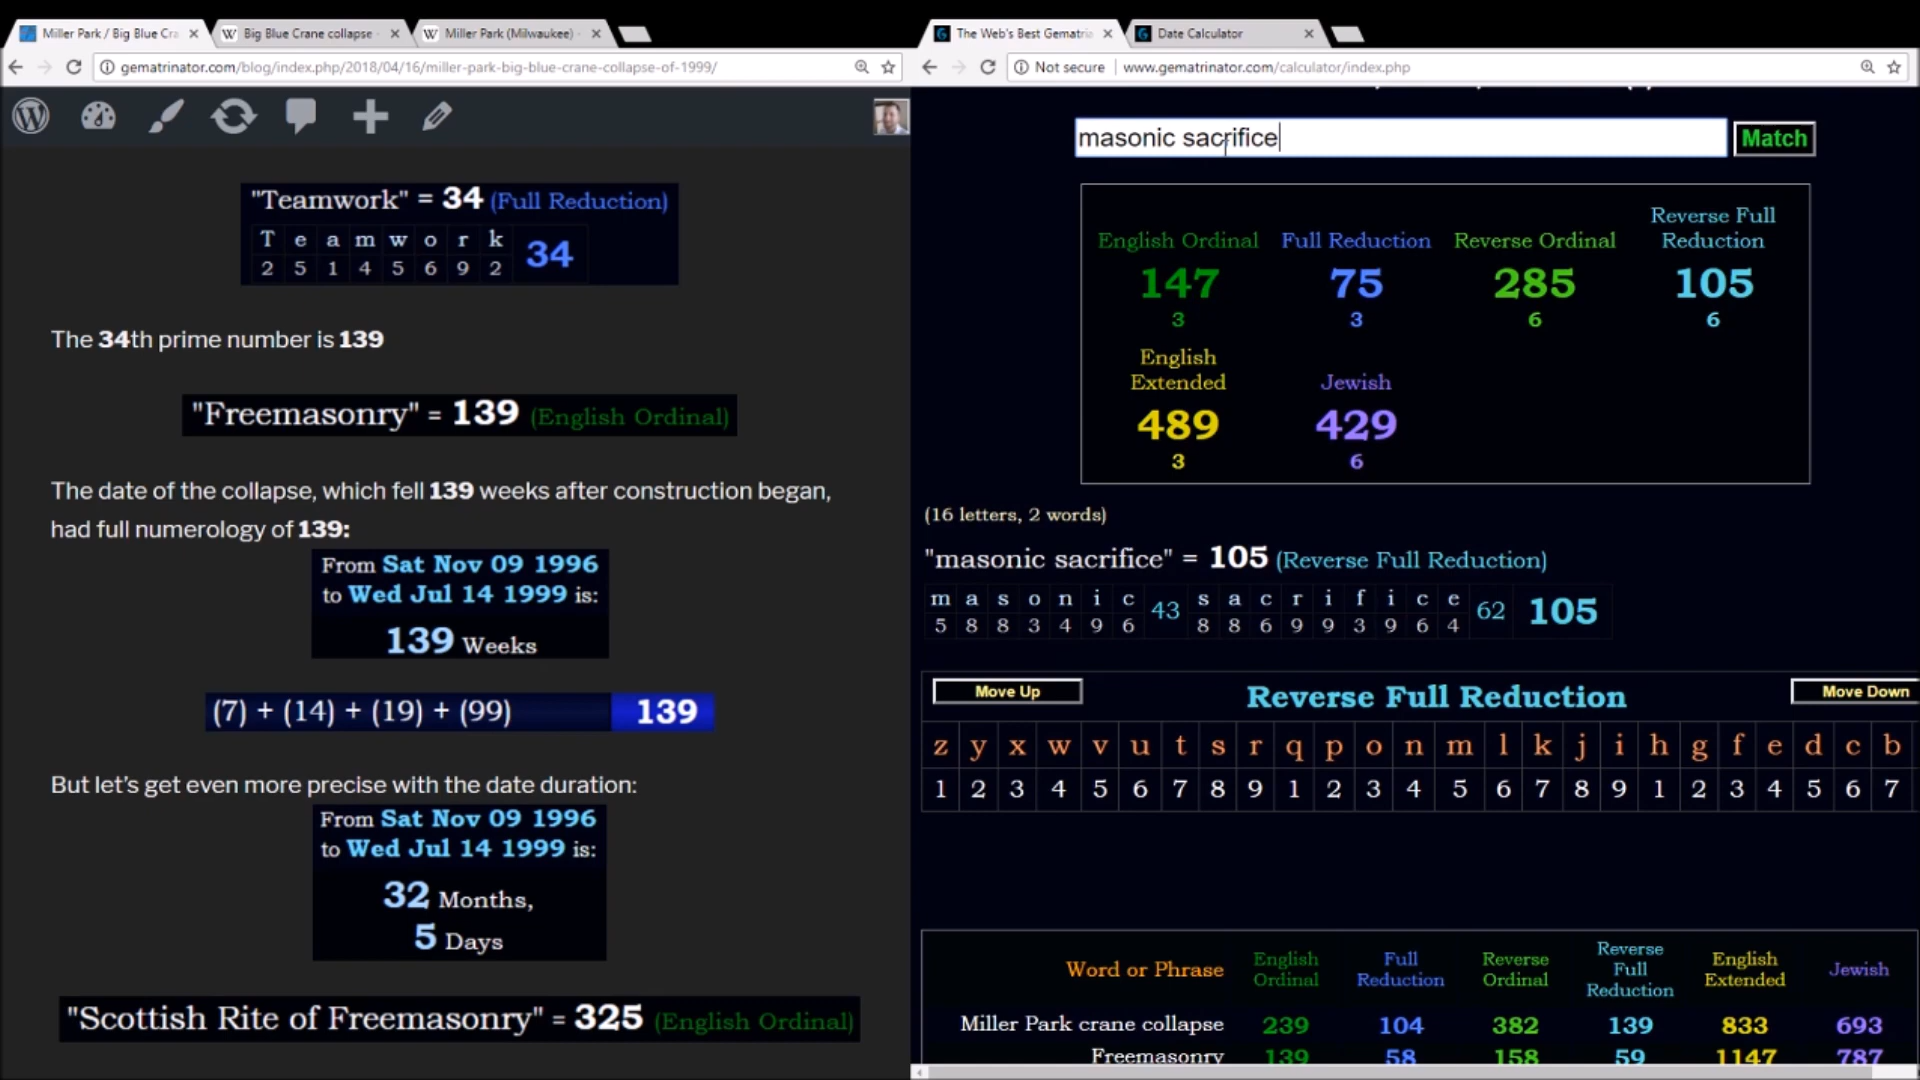 Miller Park / Big Blue Cra
Big Blue Crane collapse -
Miller Park (Milwaukee) -
gematrinator.com/blog/index.php/2018/04/16/miller-park-big-blue-crane-collapse-of-1999/
"Teamwork" = 34 (Full Reduction)
T e a m w o r k 34
2 5 1 4 5 6 9 2
The 34th prime number is 139
"Freemasonry" = 139 (English Ordinal)
The date of the collapse, which fell 139 weeks after construction began,
had full numerology of 139:
From Sat Nov 09 1996
to Wed Jul 14 1999 is:
139 Weeks
(7) + (14) + (19) + (99) 139
But let's get even more precise with the date duration:
From Sat Nov 09 1996
to Wed Jul 14 1999 is:
32 Months,
5 Days
"Scottish Rite of Freemasonry" = 325 (English Ordinal)
The Web's Best Gematria
Date Calculator
Not secure www.gematrinator.com/calculator/index.php
masonic sacrifice
Match
English Ordinal Full Reduction Reverse Ordinal Reverse Full Reduction
147 75 285 105
3 3 6 6
English Extended Jewish
489 429
3 6
(16 letters, 2 words)
"masonic sacrifice" = 105 (Reverse Full Reduction)
m a s o n i c 43 s a c r i f i c e 62 105
5 8 8 3 4 9 6 8 8 6 9 9 3 9 6 4
Move Up Reverse Full Reduction Move Down
z y x w v u t s r q p o n m l k j i h g f e d c b
1 2 3 4 5 6 7 8 9 1 2 3 4 5 6 7 8 9 1 2 3 4 5 6 7
Word or Phrase English Ordinal Full Reduction Reverse Ordinal Reverse Full Reduction English Extended Jewish
Miller Park crane collapse 239 104 382 139 833 693
Freemasonry 139 58 158 59 1147 787